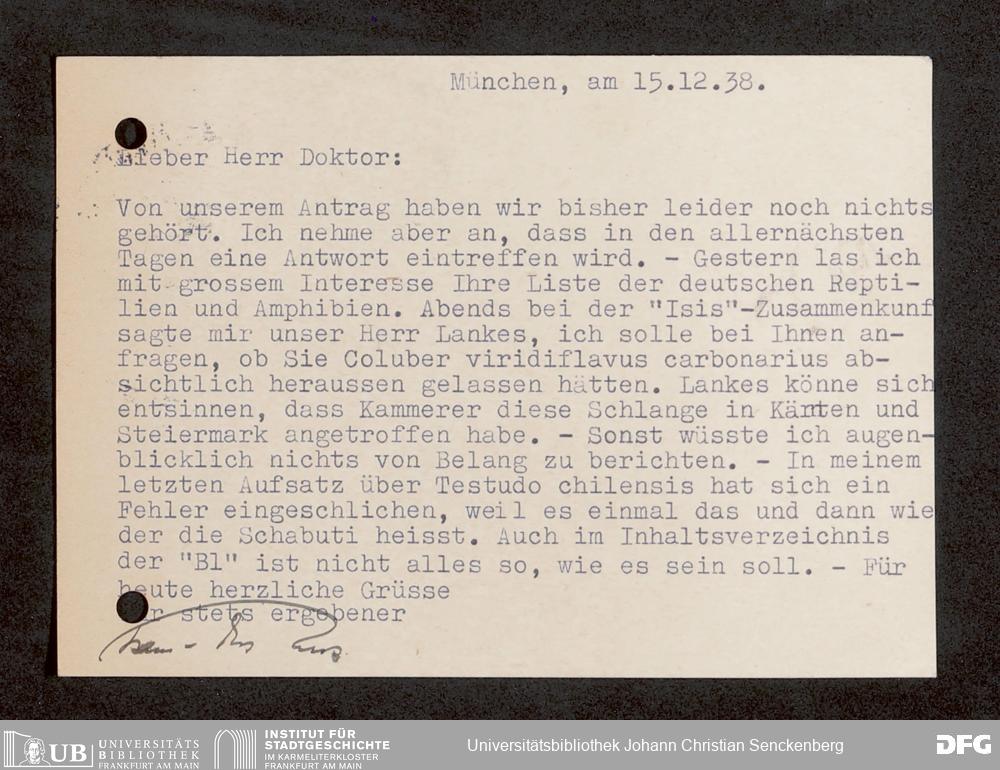 München, am 15.12.38.
Lieber Herr Doktor:
Von unserem Antrag haben wir bisher leider noch nichts
gehört. Ich nehme aber an, dass in den allernächsten
Tagen eine Antwort eintreffen wird. - Gestern las ich
mit grossem Interesse Ihre Liste der deutschen Repti-
lien und Amphibien. Abends bei der "Isis"-Zusammenkunf
sagte mir unser Herr Lankes, ich solle bei Ihnen an-
fragen, ob Sie Coluber viridiflavus carbonarius ab-
sichtlich heraussen gelassen hätten. Lankes könne sich
entsinnen, dass Kammerer diese Schlange in Kärnten und
Steiermark angetroffen habe. - Sonst wüsste ich augen-
blicklich nichts von Belang zu berichten. - In meinem
letzten Aufsatz über Testudo chilensis hat sich ein
Fehler eingeschlichen, weil es einmal das und dann wie
der die Schabuti heisst. Auch im Inhaltsverzeichnis
der "Bl" ist nicht alles so, wie es sein soll. - Für
heute herzliche Grüsse
stets ergebener
UB UNIVERSITÄTS
BIBLIOTHEK
FRANKFURT AM MAIN
INSTITUT FÜR
STADTGESCHICHTE
IM KARMELITERKLOSTER
FRANKFURT AM MAIN
Universitätsbibliothek Johann Christian Senckenberg
DFG